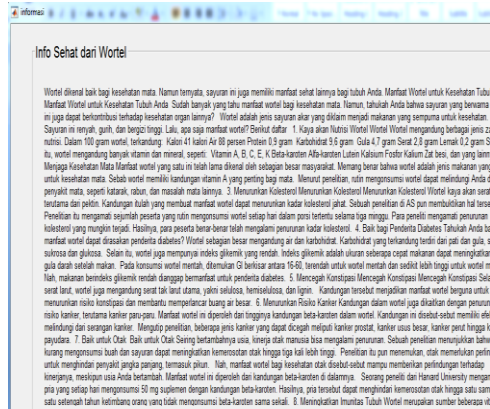 informasi
Info Sehat dari Wortel
Wortel dikenal baik bagi kesehatan mata. Namun ternyata, sayuran ini juga memiliki manfaat sehat lainnya bagi tubuh Anda. Manfaat Wortel untuk Kesehatan Tubu
Manfaat Wortel untuk Kesehatan Tubuh Anda  Sudah banyak yang tahu manfaat wortel bagi kesehatan mata. Namun, tahukah Anda bahwa sayuran yang berwarna
ini juga dapat berkontribusi terhadap kesehatan organ lainnya?  Wortel adalah jenis sayuran akar yang diklaim menjadi makanan yang sempurna untuk kesehatan.
Sayuran ini renyah, gurih, dan bergizi tinggi. Lalu, apa saja manfaat wortel? Berikut daftar  1. Kaya akan Nutrisi Wortel Wortel Wortel mengandung berbagai jenis z
nutrisi. Dalam 100 gram wortel, terkandung:  Kalori 41 kalori Air 88 persen Protein 0,9 gram  Karbohidrat 9,6 gram  Gula 4,7 gram Serat 2,8 gram Lemak 0,2 gram S
itu, wortel mengandung banyak vitamin dan mineral, seperti:  Vitamin A, B, C, E, K Beta-karoten Alfa-karoten Lutein Kalsium Fosfor Kalium Zat besi, dan yang lainn
Menjaga Kesehatan Mata Manfaat wortel yang satu ini telah lama dikenal oleh sebagian besar masyarakat. Memang benar bahwa wortel adalah jenis makanan yang
untuk kesehatan mata. Sebab wortel memiliki kandungan vitamin A yang penting bagi mata. Menurut penelitian, rutin mengonsumsi wortel dapat melindungi Anda d
penyakit mata, seperti katarak, rabun, dan masalah mata lainnya.  3. Menurunkan Kolesterol Menurunkan Kolesterol Menurunkan Kolesterol Wortel kaya akan serat
terutama dari pektin. Kandungan itulah yang membuat manfaat wortel dapat menurunkan kadar kolesterol jahat. Sebuah penelitian di AS pun membuktikan hal terse
Penelitian itu mengamati sejumlah peserta yang rutin mengonsumsi wortel setiap hari dalam porsi tertentu selama tiga minggu. Para peneliti mengamati penurunan
kolesterol yang mungkin terjadi. Hasilnya, para peserta benar-benar telah mengalami penurunan kadar kolesterol.  4. Baik bagi Penderita Diabetes Tahukah Anda ba
manfaat wortel dapat dirasakan penderita diabetes? Wortel sebagian besar mengandung air dan karbohidrat. Karbohidrat yang terkandung terdiri dari pati dan gula, s
sukrosa dan glukosa.  Selain itu, wortel juga mempunyai indeks glikemik yang rendah. Indeks glikemik adalah ukuran seberapa cepat makanan dapat meningkatkan
gula darah setelah makan.  Pada konsumsi wortel mentah, ditemukan GI berkisar antara 16-60, terendah untuk wortel mentah dan sedikit lebih tinggi untuk wortel m
Nah, makanan berindeks glikemik rendah dianggap bermanfaat untuk penderita diabetes.  5. Mencegah Konstipasi Mencegah Konstipasi Mencegah Konstipasi Sela
serat larut, wortel juga mengandung serat tak larut utama, yakni selulosa, hemiselulosa, dan lignin.  Kandungan tersebut menjadikan manfaat wortel berguna untuk
menurunkan risiko konstipasi dan membantu memperlancar buang air besar.  6. Menurunkan Risiko Kanker Kandungan dalam wortel juga dikaitkan dengan penurun
risiko kanker, terutama kanker paru-paru. Manfaat wortel ini diperoleh dari tingginya kandungan beta-karoten dalam wortel. Kandungan ini disebut-sebut memiliki efe
melindungi dari serangan kanker.  Mengutip penelitian, beberapa jenis kanker yang dapat dicegah meliputi kanker prostat, kanker usus besar, kanker perut hingga k
payudara.  7. Baik untuk Otak  Baik untuk Otak Seiring bertambahnya usia, kinerja otak manusia bisa mengalami penurunan. Sebuah penelitian menunjukkan bahw
kurang mengonsumsi buah dan sayuran dapat meningkatkan kemerosotan otak hingga tiga kali lebih tinggi.  Penelitian itu pun menemukan, otak memerlukan perlin
untuk menghindari penyakit jangka panjang, termasuk pikun.  Nah, manfaat wortel bagi kesehatan otak disebut-sebut mampu memberikan perlindungan terhadap
kinerjanya, meskipun usia Anda bertambah. Manfaat wortel ini diperoleh dari kandungan beta-karoten di dalamnya.  Seorang peneliti dari Harvard University mengam
pria yang setiap hari mengonsumsi 50 mg suplemen dengan kandungan beta-karoten. Hasilnya, pria tersebut dapat menghindari kemerosotan otak hingga satu sam
satu setengah tahun ketimbang orang yang tidak mengonsumsi beta-karoten sama sekali.  8. Meningkatkan Imunitas Tubuh Wortel merupakan sumber beberapa vit